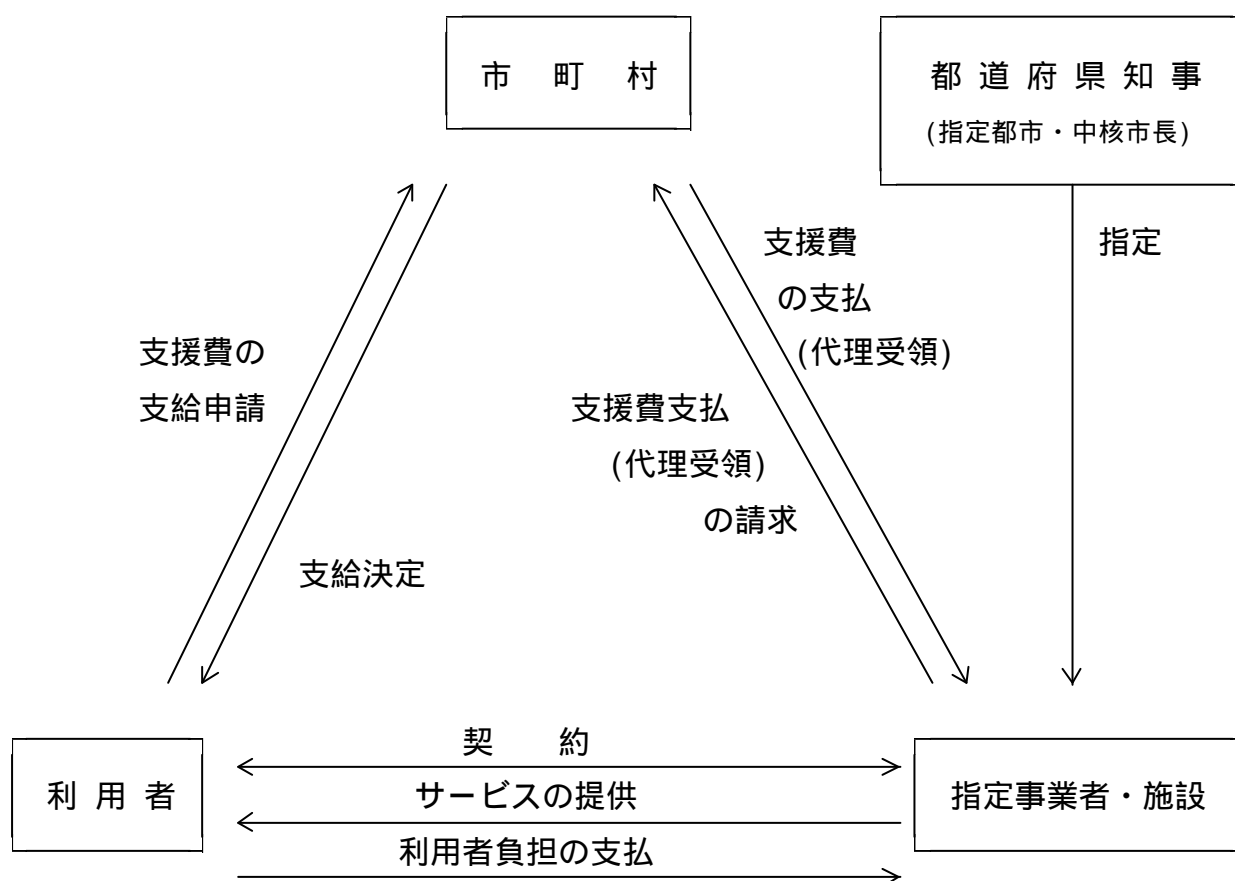 市町村
都道府県知事
(指定都市・中核市長)
支援費
の支払
(代理受領)
指定
支援費の
支給申請
支援費支払
(代理受領)
の請求
支給決定
契約
利用者
サービスの提供
指定事業者・施設
利用者負担の支払